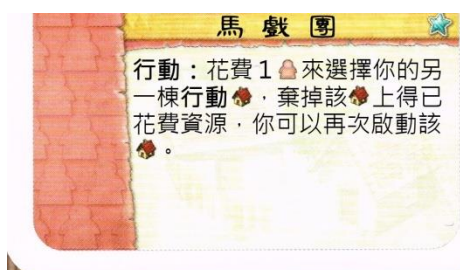 馬戲團
行動：花費1來選擇你的另
一棟行動，棄掉該上得已
花費資源，你可以再次啟動該
。